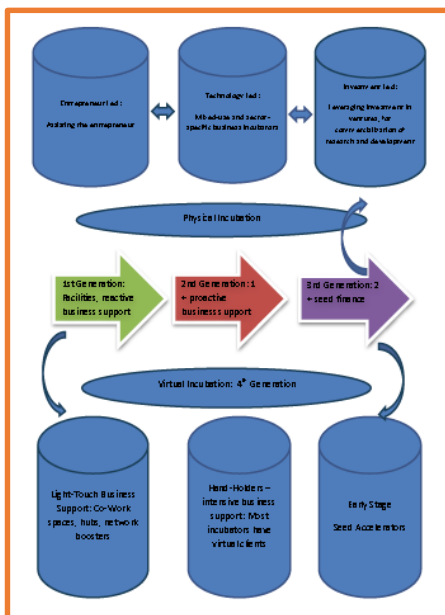 Entrepreneur Led:
Assisting the entrepreneur
Technology Led:
Mixed-use and sector-
specific business incubators
Investment Led:
Leveraging investment in
ventures, for
commercialization of
research and development
Physical Incubation
1st Generation:
Facilities, reactive
business support
2nd Generation: 1
+ proactive
business support
3rd Generation: 2
+ seed finance
Virtual Incubation: 4th Generation
Light-Touch Business
Support: Co-Work
spaces, hubs, network
boosters
Hand-Holders –
intensive business
support: Most
incubators have
virtual clients
Early Stage
Seed Accelerators